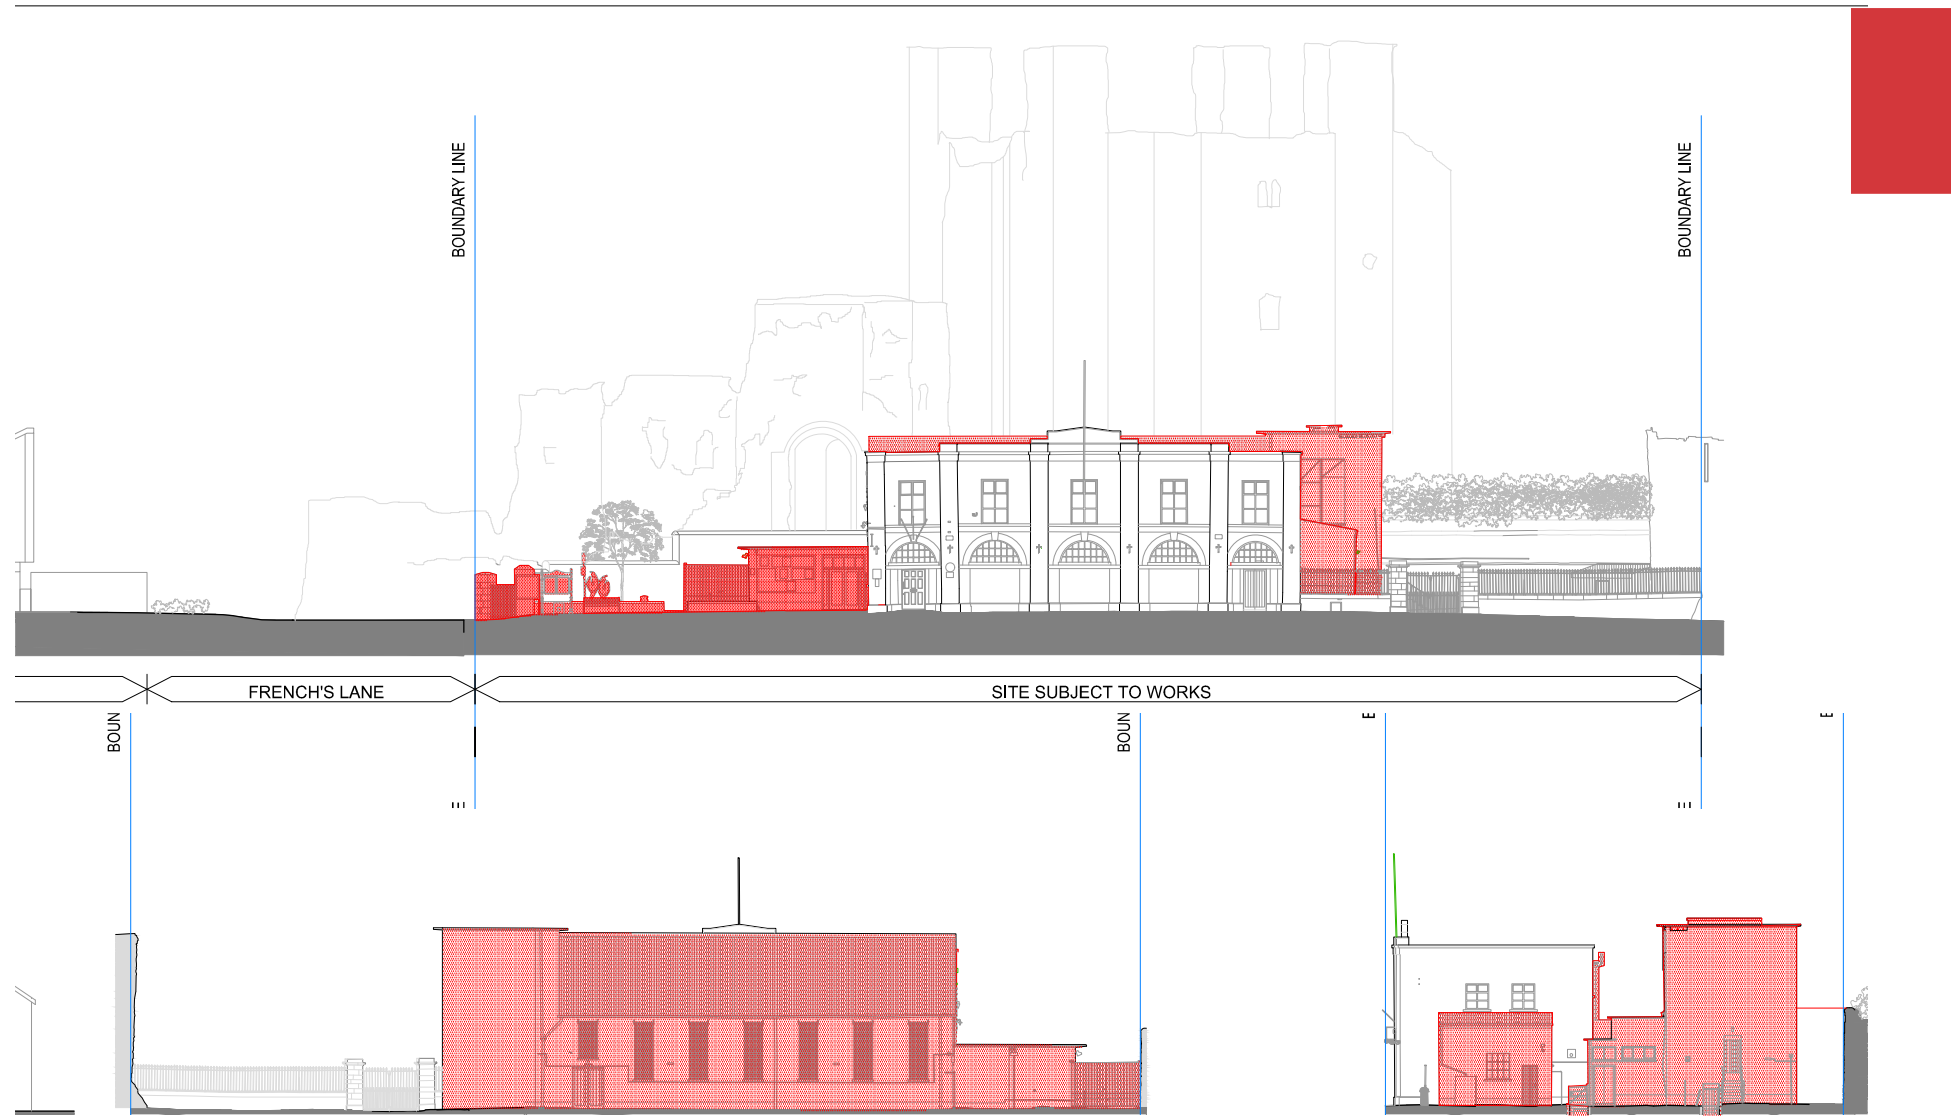 BOUNDARY LINE
BOUNDARY LINE
FRENCH'S LANE
SITE SUBJECT TO WORKS
BOUN
BOUN